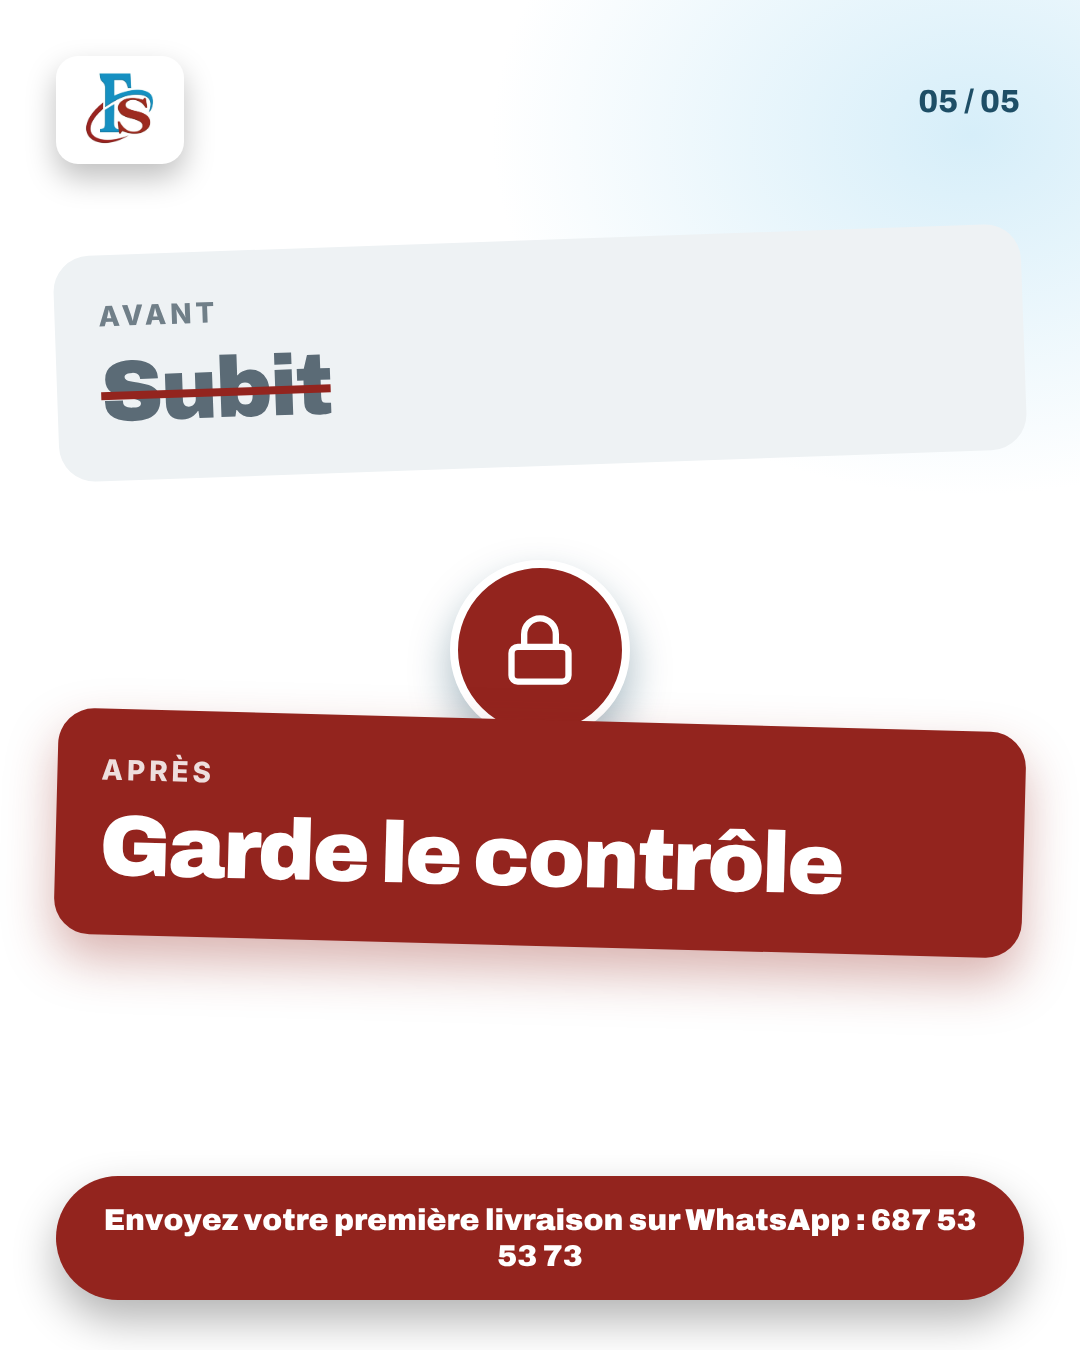 FS
05 / 05
AVANT
Subit
APRÈS
Garde le contrôle
Envoyez votre première livraison sur WhatsApp : 687 53
53 73